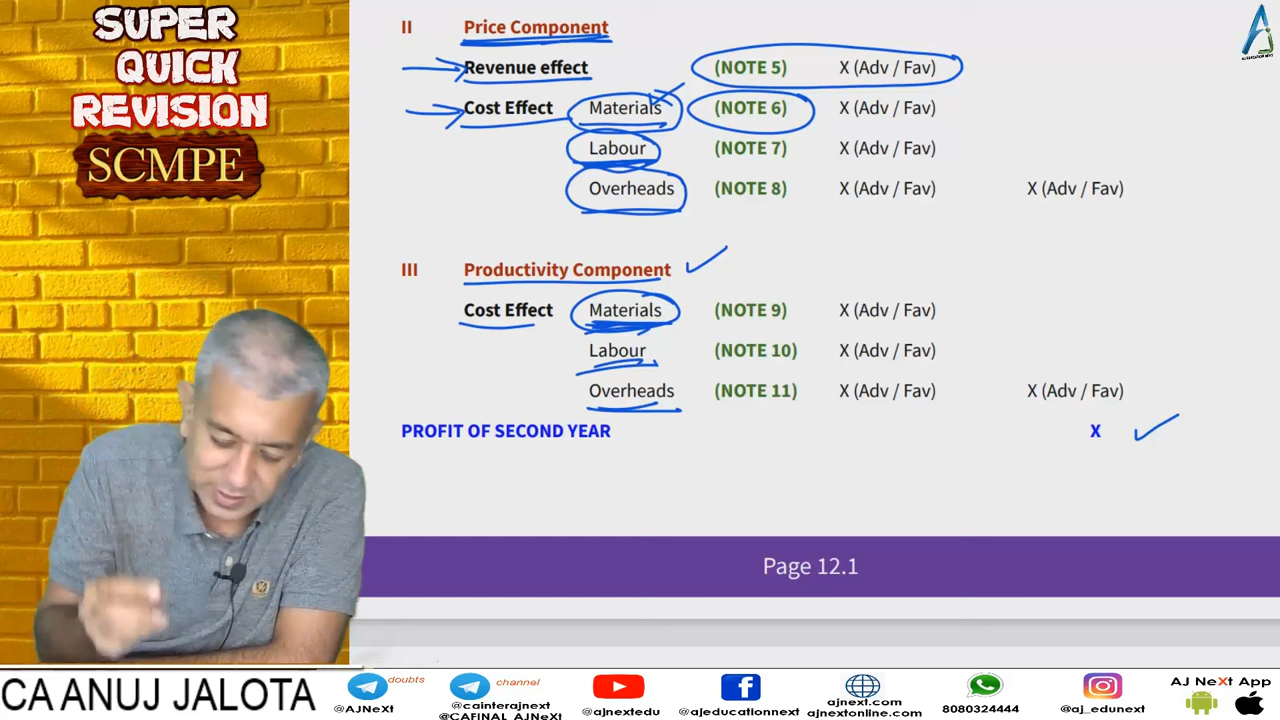 SUPER
QUICK
REVISION
SCMPE
II Price Component
Revenue effect (NOTE 5) X (Adv / Fav)
Cost Effect Materials (NOTE 6) X (Adv / Fav)
Labour (NOTE 7) X (Adv / Fav)
Overheads (NOTE 8) X (Adv / Fav) X (Adv / Fav)
III Productivity Component
Cost Effect Materials (NOTE 9) X (Adv / Fav)
Labour (NOTE 10) X (Adv / Fav)
Overheads (NOTE 11) X (Adv / Fav) X (Adv / Fav)
PROFIT OF SECOND YEAR X
Page 12.1
CA ANUJ JALOTA
doubts
@AJNeXt
channel
@cainterajnext
@CAFINAL_AJNeXt
@ajnextedu
@ajeducationnext
ajnext.com
ajnextonline.com
8080324444
@aj_edunext
AJ NeXt App